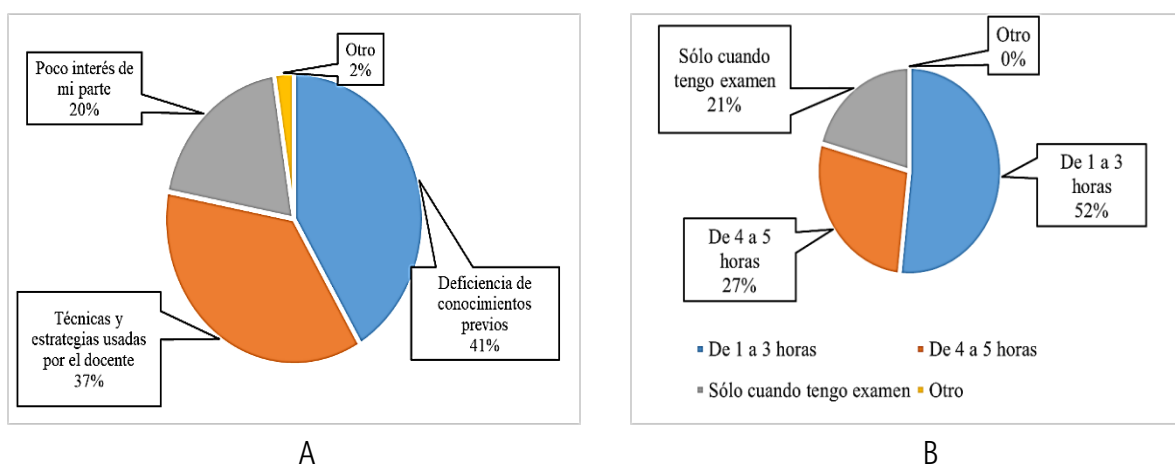 Otro
2%
Poco interés de
mi parte
20%
Deficiencia de
conocimientos
previos
41%
Técnicas y
estrategias usadas
por el docente
37%
A
Otro
0%
Sólo cuando
tengo examen
21%
De 1 a 3
horas
52%
De 4 a 5
horas
27%
De 1 a 3 horas
De 4 a 5 horas
Sólo cuando tengo examen
Otro
B